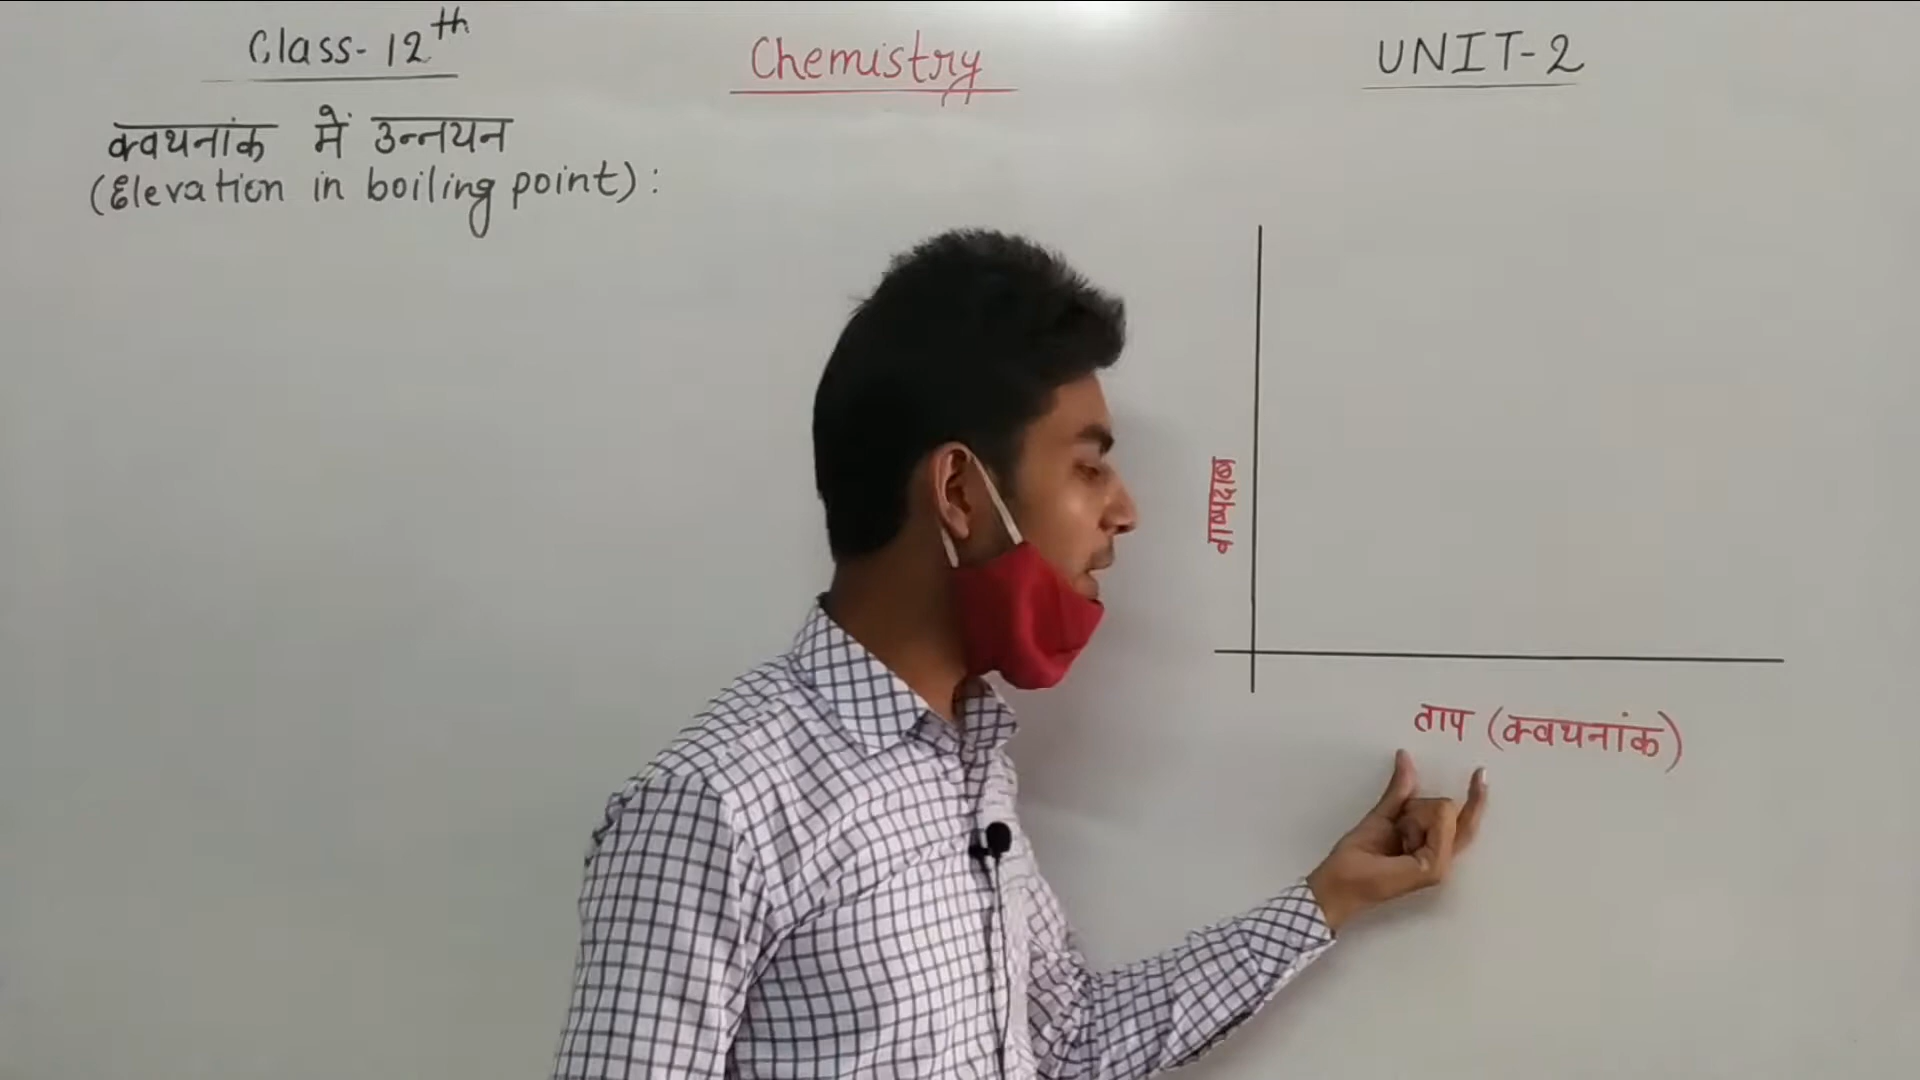 Class-12th
Chemistry
UNIT-2
क्वथनांक में उन्नयन
(Elevation in boiling point):
वाष्पदाब
ताप (क्वथनांक)